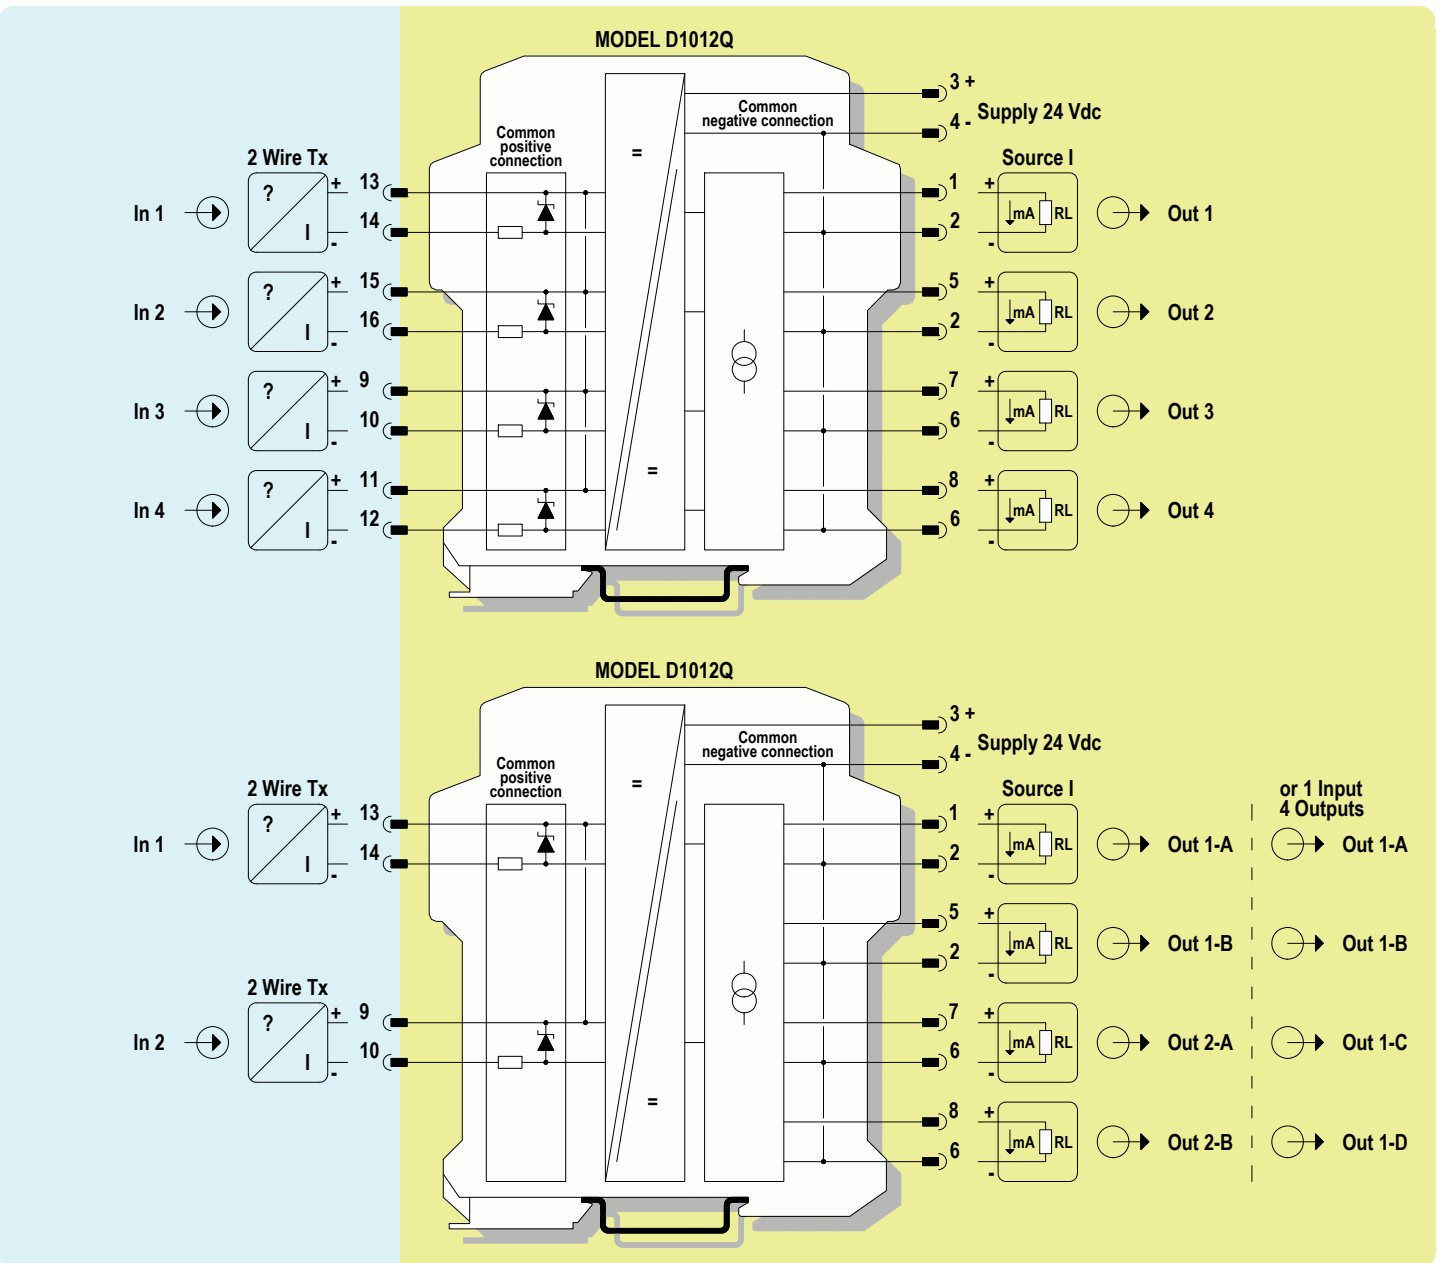 MODEL D1012Q
3 +
Common
negative connection
Supply 24 Vdc
4 -
Common
positive
connection
=
2 Wire Tx
Source I
In 1
?
I
+
-
13
14
1
2
+
-
mA
RL
Out 1
In 2
?
I
+
-
15
16
5
2
+
-
mA
RL
Out 2
In 3
?
I
+
-
9
10
7
6
+
-
mA
RL
Out 3
=
In 4
?
I
+
-
11
12
8
6
+
-
mA
RL
Out 4
MODEL D1012Q
3 +
Common
negative connection
Supply 24 Vdc
4 -
Common
positive
connection
=
2 Wire Tx
Source I
or 1 Input
4 Outputs
In 1
?
I
+
-
13
14
1
2
+
-
mA
RL
Out 1-A
Out 1-A
5
2
+
-
mA
RL
Out 1-B
Out 1-B
2 Wire Tx
In 2
?
I
+
-
9
10
7
6
+
-
mA
RL
Out 2-A
Out 1-C
=
8
6
+
-
mA
RL
Out 2-B
Out 1-D